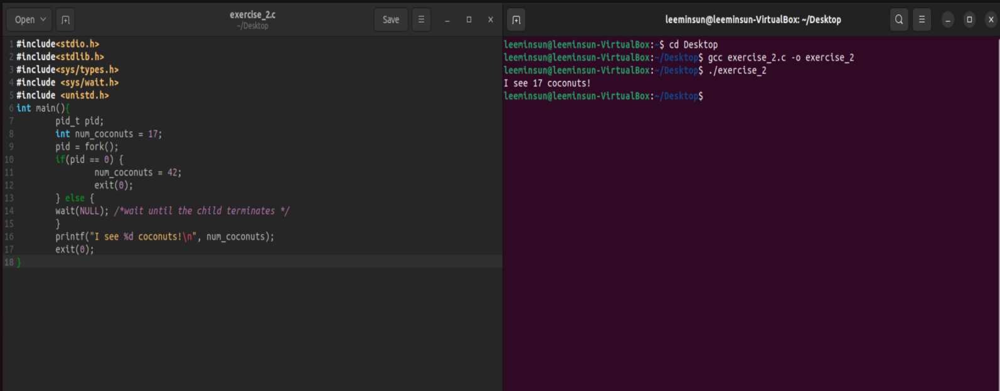 Open
exercise_2.c
~/Desktop
Save
1 #include<stdio.h>
2 #include<stdlib.h>
3 #include<sys/types.h>
4 #include <sys/wait.h>
5 #include <unistd.h>
6 int main(){
7 pid_t pid;
8 int num_coconuts = 17;
9 pid = fork();
10 if(pid == 0) {
11 num_coconuts = 42;
12 exit(0);
13 } else {
14 wait(NULL); /*wait until the child terminates */
15 }
16 printf("I see %d coconuts!\n", num_coconuts);
17 exit(0);
18 }
leeminsun@leeminsun-VirtualBox: ~/Desktop
leeminsun@leeminsun-VirtualBox:~$ cd Desktop
leeminsun@leeminsun-VirtualBox:~/Desktop$ gcc exercise_2.c -o exercise_2
leeminsun@leeminsun-VirtualBox:~/Desktop$ ./exercise_2
I see 17 coconuts!
leeminsun@leeminsun-VirtualBox:~/Desktop$